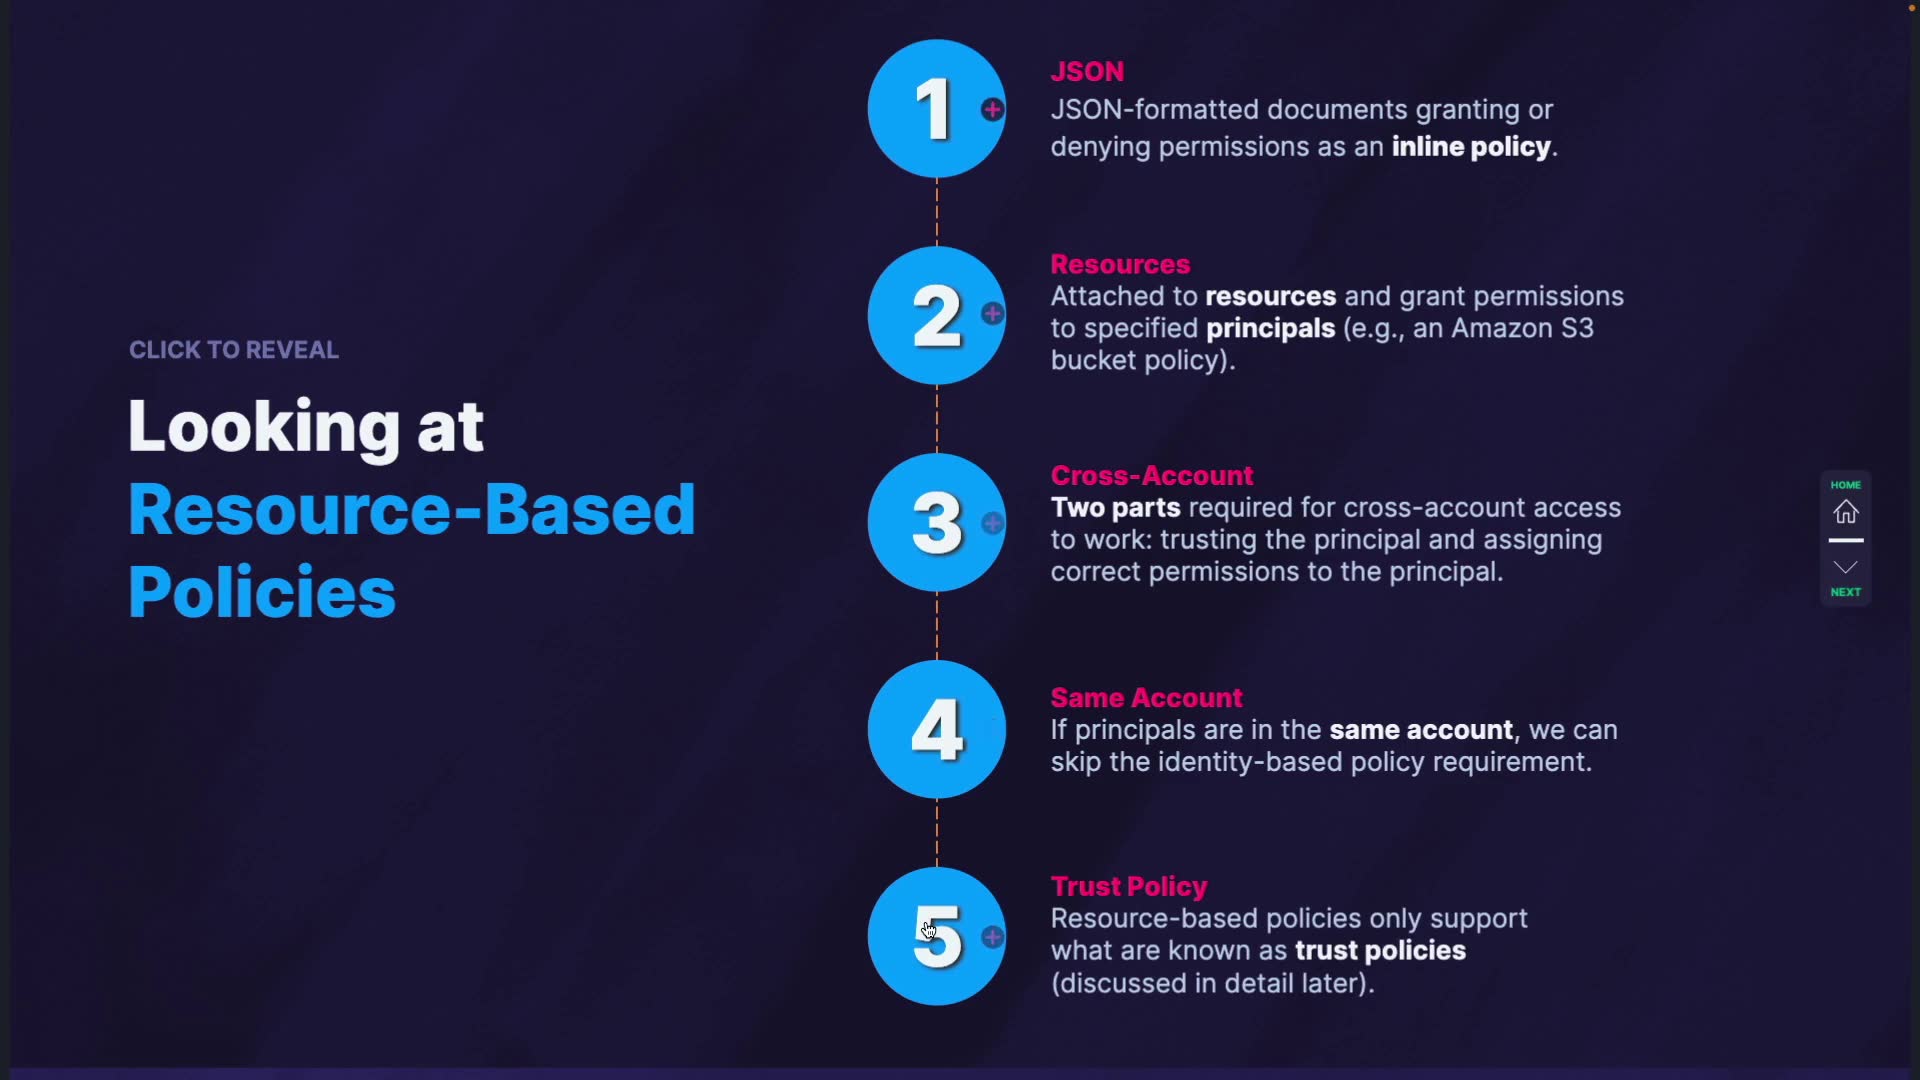 CLICK TO REVEAL
Looking at
Resource-Based
Policies
1
JSON
JSON-formatted documents granting or
denying permissions as an inline policy.
2
Resources
Attached to resources and grant permissions
to specified principals (e.g., an Amazon S3
bucket policy).
3
Cross-Account
Two parts required for cross-account access
to work: trusting the principal and assigning
correct permissions to the principal.
4
Same Account
If principals are in the same account, we can
skip the identity-based policy requirement.
5
Trust Policy
Resource-based policies only support
what are known as trust policies
(discussed in detail later).
HOME
NEXT